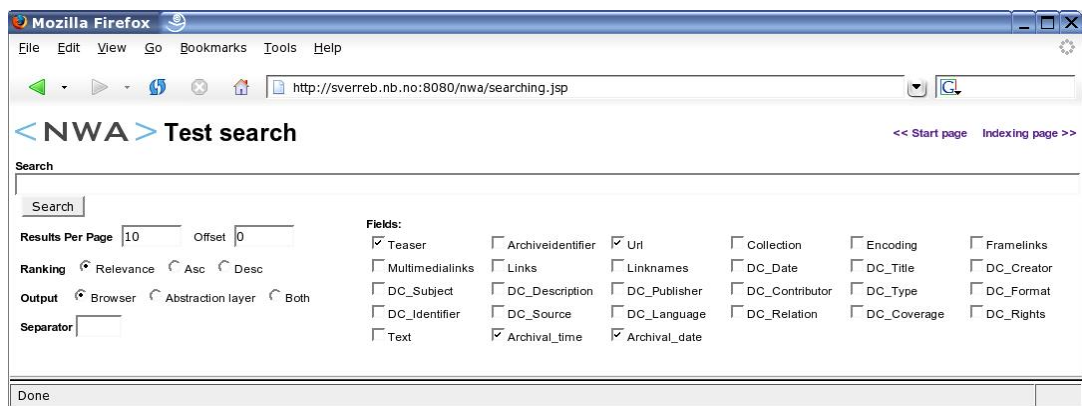 Mozilla Firefox
File Edit View Go Bookmarks Tools Help
http://sverreb.nb.no:8080/nwa/searching.jsp G
<NWA> Test search << Start page Indexing page >>
Search
Search
Fields:
Results Per Page 10 Offset 0 Teaser Archiveidentifier Url Collection Encoding Framelinks
Ranking Relevance Asc Desc Multimedialinks Links Linknames DC_Date DC_Title DC_Creator
Output Browser Abstraction layer Both DC_Subject DC_Description DC_Publisher DC_Contributor DC_Type DC_Format
Separator DC_Identifier DC_Source DC_Language DC_Relation DC_Coverage DC_Rights
Text Archival_time Archival_date
Done